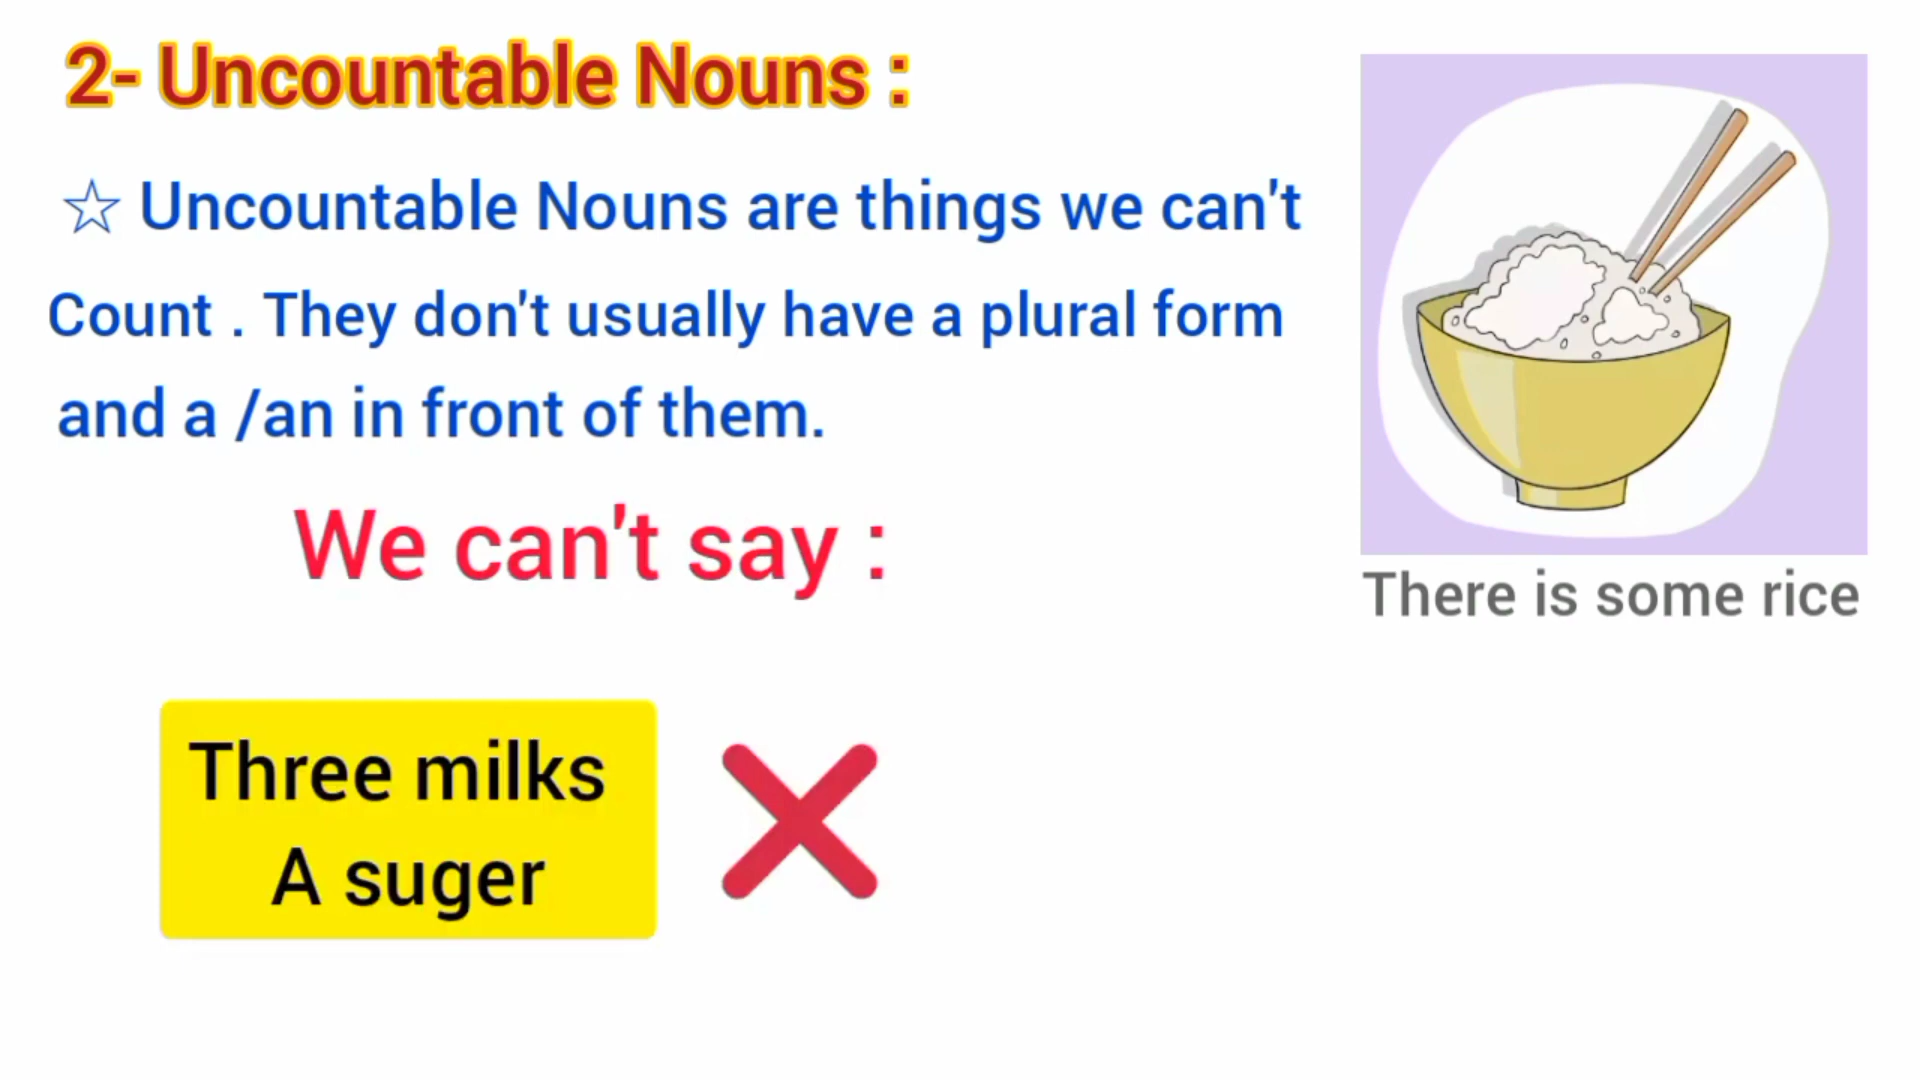 2- Uncountable Nouns :
☆ Uncountable Nouns are things we can't
Count . They don't usually have a plural form
and a /an in front of them.
We can't say :
There is some rice
Three milks
A suger